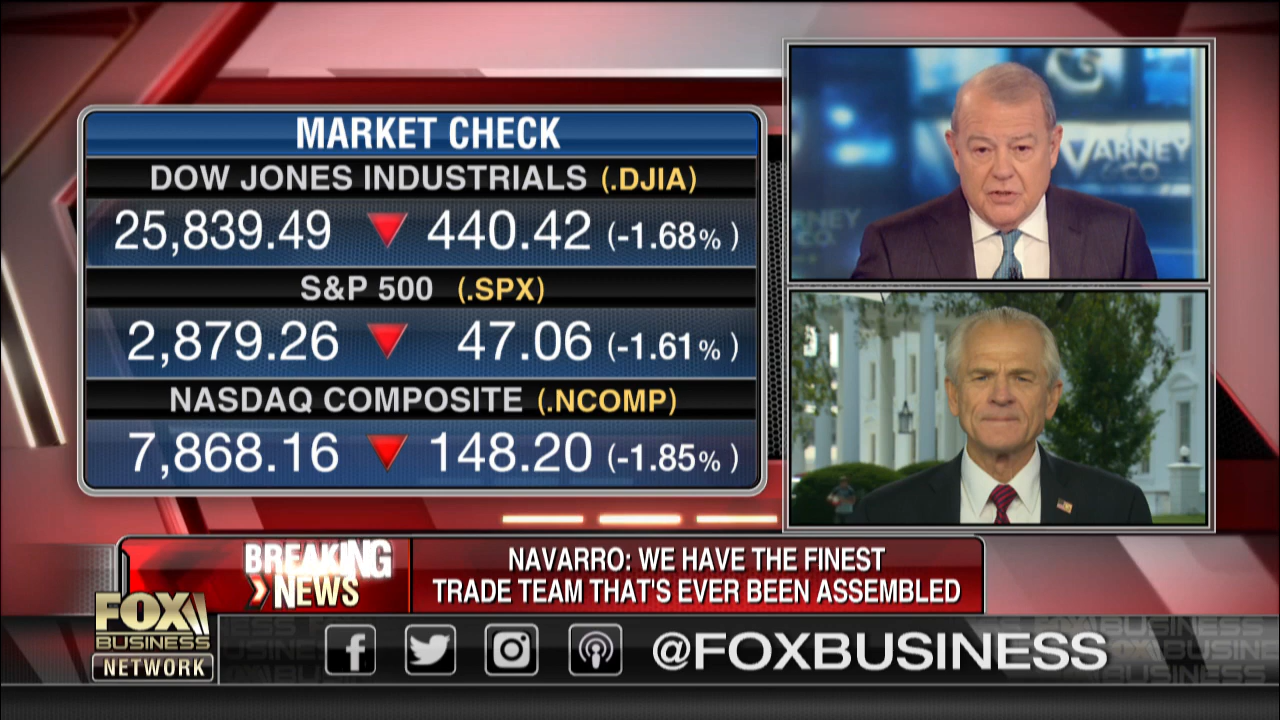 MARKET CHECK
DOW JONES INDUSTRIALS (.DJIA)
25,839.49 ▼ 440.42 (-1.68%)
S&P 500 (.SPX)
2,879.26 ▼ 47.06 (-1.61%)
NASDAQ COMPOSITE (.NCOMP)
7,868.16 ▼ 148.20 (-1.85%)
VARNEY
& CO.
BREAKING
NEWS
NAVARRO: WE HAVE THE FINEST
TRADE TEAM THAT'S EVER BEEN ASSEMBLED
FOX
BUSINESS
NETWORK
@FOXBUSINESS